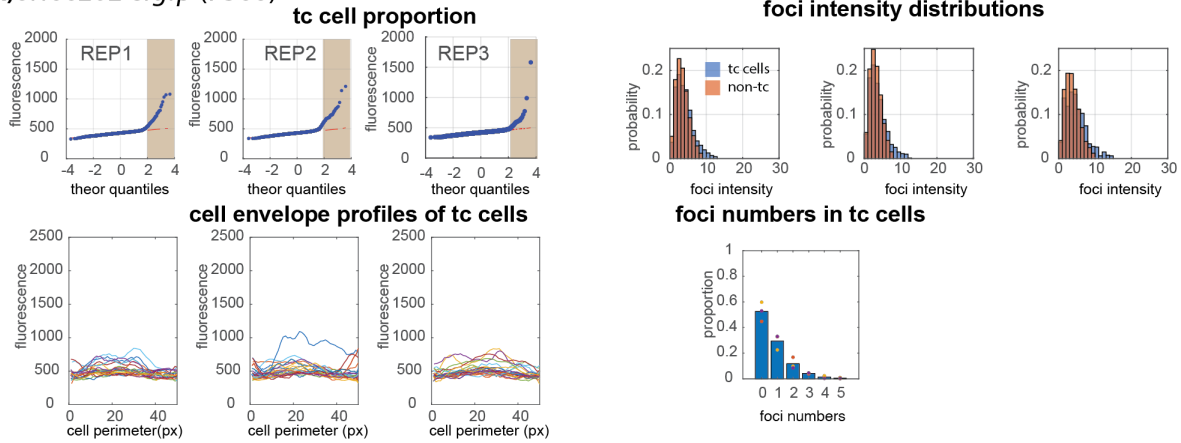 tc cell proportion
foci intensity distributions
fluorescence
2000
1500
1000
500
0
REP1
-4 -2 0 2 4
theor quantiles
fluorescence
2000
1500
1000
500
0
REP2
-4 -2 0 2 4
theor quantiles
fluorescence
2000
1500
1000
500
0
REP3
-4 -2 0 2 4
theor quantiles
probability
0.2
0.1
0
tc cells
non-tc
0 10 20 30
foci intensity
probability
0.2
0.1
0
0 10 20 30
foci intensity
probability
0.2
0.1
0
0 10 20 30
foci intensity
cell envelope profiles of tc cells
foci numbers in tc cells
fluorescence
2500
2000
1500
1000
500
0
0 20 40
cell perimeter(px)
fluorescence
2500
2000
1500
1000
500
0
0 20 40
cell perimeter (px)
fluorescence
2500
2000
1500
1000
500
0
0 20 40
cell perimeter (px)
proportion
1
0.8
0.6
0.4
0.2
0
0 1 2 3 4 5
foci numbers